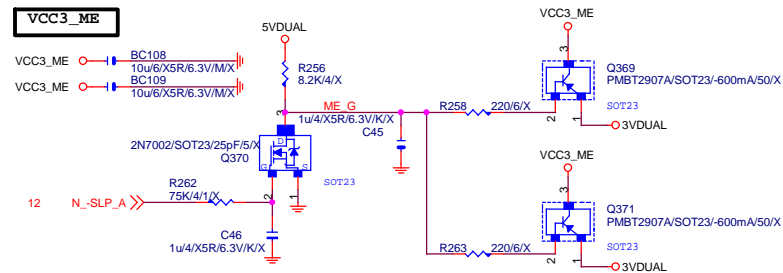 VCC3_ME
VCC3_ME
BC108
10u/6/X5R/6.3V/M/X
VCC3_ME
BC109
10u/6/X5R/6.3V/M/X
5VDUAL
R256
8.2K/4/X
3
ME_G
1u/4/X5R/6.3V/K/X
C45
2N7002/SOT23/25pF/5/X
Q370
D
G
S
SOT23
2
1
12
N_-SLP_A
R262
75K/4/1/X
C46
1u/4/X5R/6.3V/K/X
R258
220/6/X
VCC3_ME
3
Q369
PMBT2907A/SOT23/-600mA/50/X
SOT23
2
1
3VDUAL
VCC3_ME
3
Q371
PMBT2907A/SOT23/-600mA/50/X
SOT23
R263
220/6/X
2
1
3VDUAL